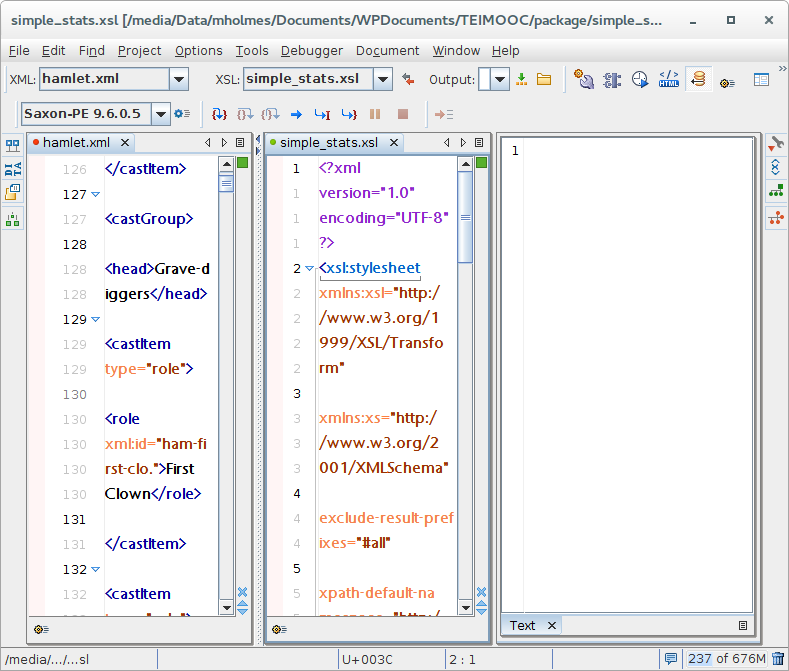 simple_stats.xsl [/media/Data/mholmes/Documents/WPDocuments/TEIMOOC/package/simple_s...
File Edit Find Project Options Tools Debugger Document Window Help
XML: hamlet.xml XSL: simple_stats.xsl Output:
Saxon-PE 9.6.0.5
hamlet.xml
126 </castItem>
127
127 <castGroup>
128
128 <head>Grave-d
128 iggers</head>
129
129 <castItem
129 type="role">
130
130 <role
130 xml:id="ham-fi
130 rst-clo.">First
130 Clown</role>
131
131 </castItem>
132
132 <castItem
simple_stats.xsl
1 <?xml
1 version="1.0"
1 encoding="UTF-8"
1 ?>
2 <xsl:stylesheet
2 xmlns:xsl="http:/
2 /www.w3.org/1
2 999/XSL/Transfo
2 rm"
3
3 xmlns:xs="http:/
3 /www.w3.org/2
3 001/XMLSchema"
4
4 exclude-result-pref
4 ixes="#all"
5
5 xpath-default-na
1
Text
/media/.../...sl U+003C 2 : 1 237 of 676M